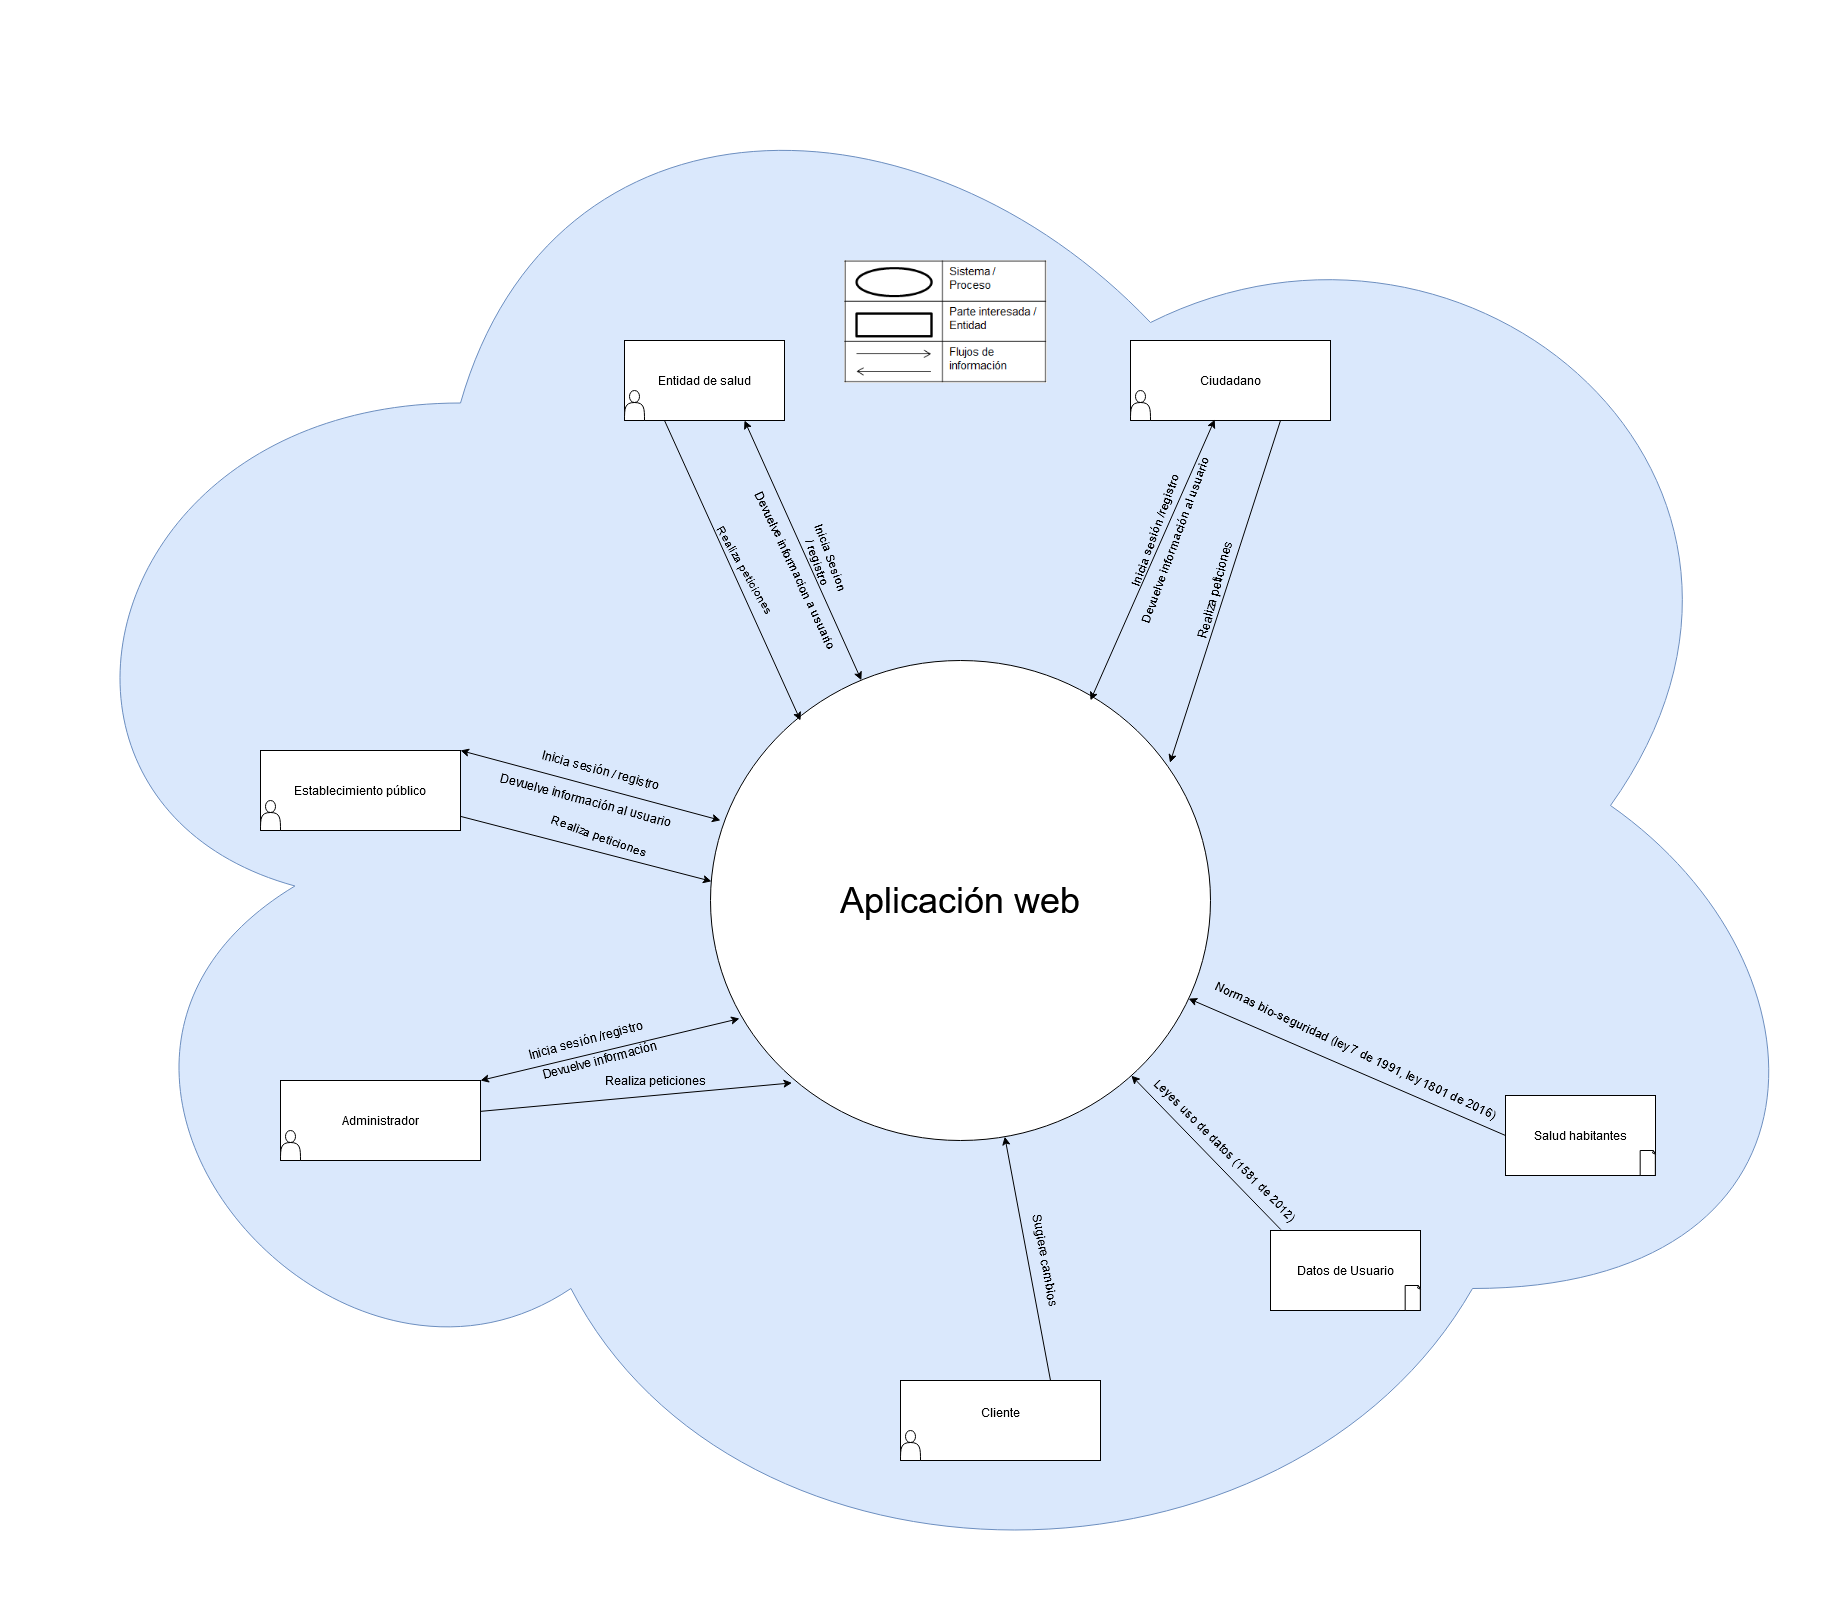 Sistema /
Proceso
Parte interesada /
Entidad
Flujos de
información
Entidad de salud
Ciudadano
Realiza peticiones
Devuelve informacion a usuario
Inicia Sesion
/ registro
Inicia sesión /registro
Devuelve información al usuario
Realiza peticiones
Establecimiento público
Inicia sesión / registro
Devuelve información al usuario
Realiza peticiones
Aplicación web
Administrador
Inicia sesión /registro
Devuelve información
Realiza peticiones
Normas bio-seguridad (ley 7 de 1991, ley 1801 de 2016)
Salud habitantes
Leyes uso de datos (1581 de 2012)
Datos de Usuario
Sugiere cambios
Cliente